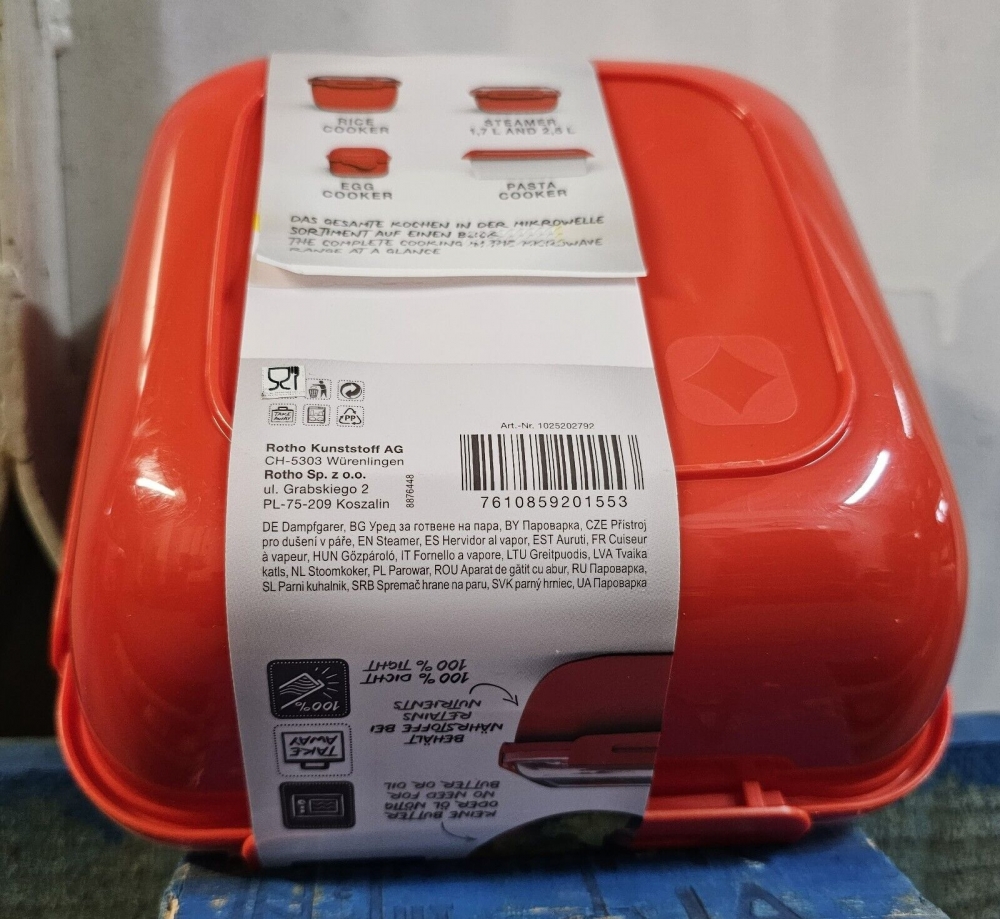 RICE
COOKER
STEAMER
1,7 L AND 2,6 L
EGG
COOKER
PASTA
COOKER
DAS GESAMTE KOCHEN IN DER MIKROWELLE
SORTIMENT AUF EINEN
THE COMPLETE COOKING IN THE MICROWAVE
RANGE AT A GLANCE
TAKE
AWAY
PP
Art.-Nr. 1025202792
Rotho Kunststoff AG
CH-5303 Würenlingen
Rotho Sp. z o.o.
ul. Grabskiego 2
PL-75-209 Koszalin
8876448
7610859201553
DE Dampfgarer, BG Уред за готвене на пара, BY Пароварка, CZE Přístroj
pro dušení v páře, EN Steamer, ES Hervidor al vapor, EST Auruti, FR Cuiseur
à vapeur, HUN Gőzpároló, IT Fornello a vapore, LTU Greitpuodis, LVA Tvaika
katls, NL Stoomkoker, PL Parowar, ROU Aparat de gătit cu abur, RU Пароварка,
SL Parni kuhalnik, SRB Spremač hrane na paru, SVK parný hrniec, UA Пароварка
KEINE BUTTER
ODER ÖL NÖTIG
NO NEED FOR
BUTTER OR OIL
TAKE
AWAY
BEHÄLT
NÄHRSTOFFE BEI
RETAINS
NUTRIENTS
100%
100 % DICHT
100 % TIGHT